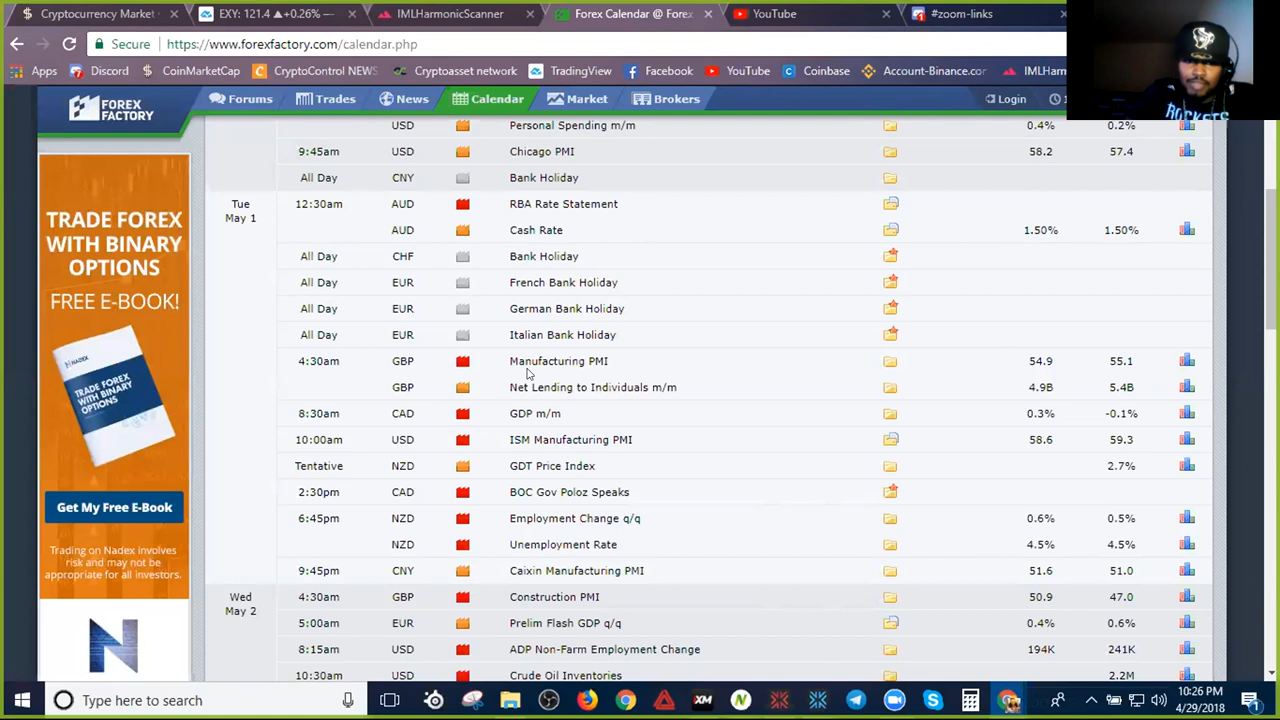 Cryptocurrency Market
EXY: 121.4 ▲+0.26%
IMLHarmonicScanner
Forex Calendar @ Forex
YouTube
#zoom-links
Secure
https://www.forexfactory.com/calendar.php
Apps
Discord
CoinMarketCap
CryptoControl NEWS
Cryptoasset network
TradingView
Facebook
YouTube
Coinbase
Account-Binance.com
FOREX FACTORY
Forums
Trades
News
Calendar
Market
Brokers
Login
ROCKETS
USD Personal Spending m/m 0.4% 0.2%
9:45am USD Chicago PMI 58.2 57.4
All Day CNY Bank Holiday
Tue May 1 12:30am AUD RBA Rate Statement
AUD Cash Rate 1.50% 1.50%
All Day CHF Bank Holiday
All Day EUR French Bank Holiday
All Day EUR German Bank Holiday
All Day EUR Italian Bank Holiday
4:30am GBP Manufacturing PMI 54.9 55.1
GBP Net Lending to Individuals m/m 4.9B 5.4B
8:30am CAD GDP m/m 0.3% -0.1%
10:00am USD ISM Manufacturing PMI 58.6 59.3
Tentative NZD GDT Price Index 2.7%
2:30pm CAD BOC Gov Poloz Speaks
6:45pm NZD Employment Change q/q 0.6% 0.5%
NZD Unemployment Rate 4.5% 4.5%
9:45pm CNY Caixin Manufacturing PMI 51.6 51.0
Wed May 2 4:30am GBP Construction PMI 50.9 47.0
5:00am EUR Prelim Flash GDP q/q 0.4% 0.6%
8:15am USD ADP Non-Farm Employment Change 194K 241K
10:30am USD Crude Oil Inventories 2.2M
TRADE FOREX
WITH BINARY
OPTIONS
FREE E-BOOK!
NADEX
TRADE FOREX
WITH BINARY
OPTIONS
Get My Free E-Book
Trading on Nadex involves
risk and may not be
appropriate for all investors.
N
Type here to search
XM
N
10:26 PM
4/29/2018